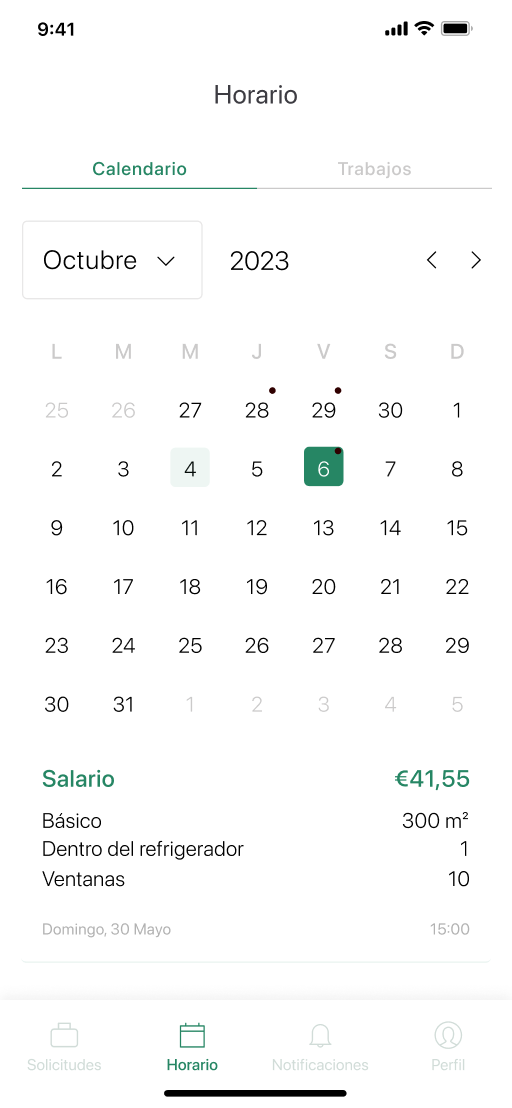 9:41
Horario
Calendario Trabajos
Octubre 2023
L M M J V S D
25 26 27 28 29 30 1
2 3 4 5 6 7 8
9 10 11 12 13 14 15
16 17 18 19 20 21 22
23 24 25 26 27 28 29
30 31 1 2 3 4 5
Salario €41,55
Básico 300 m²
Dentro del refrigerador 1
Ventanas 10
Domingo, 30 Mayo 15:00
Solicitudes Horario Notificaciones Perfil